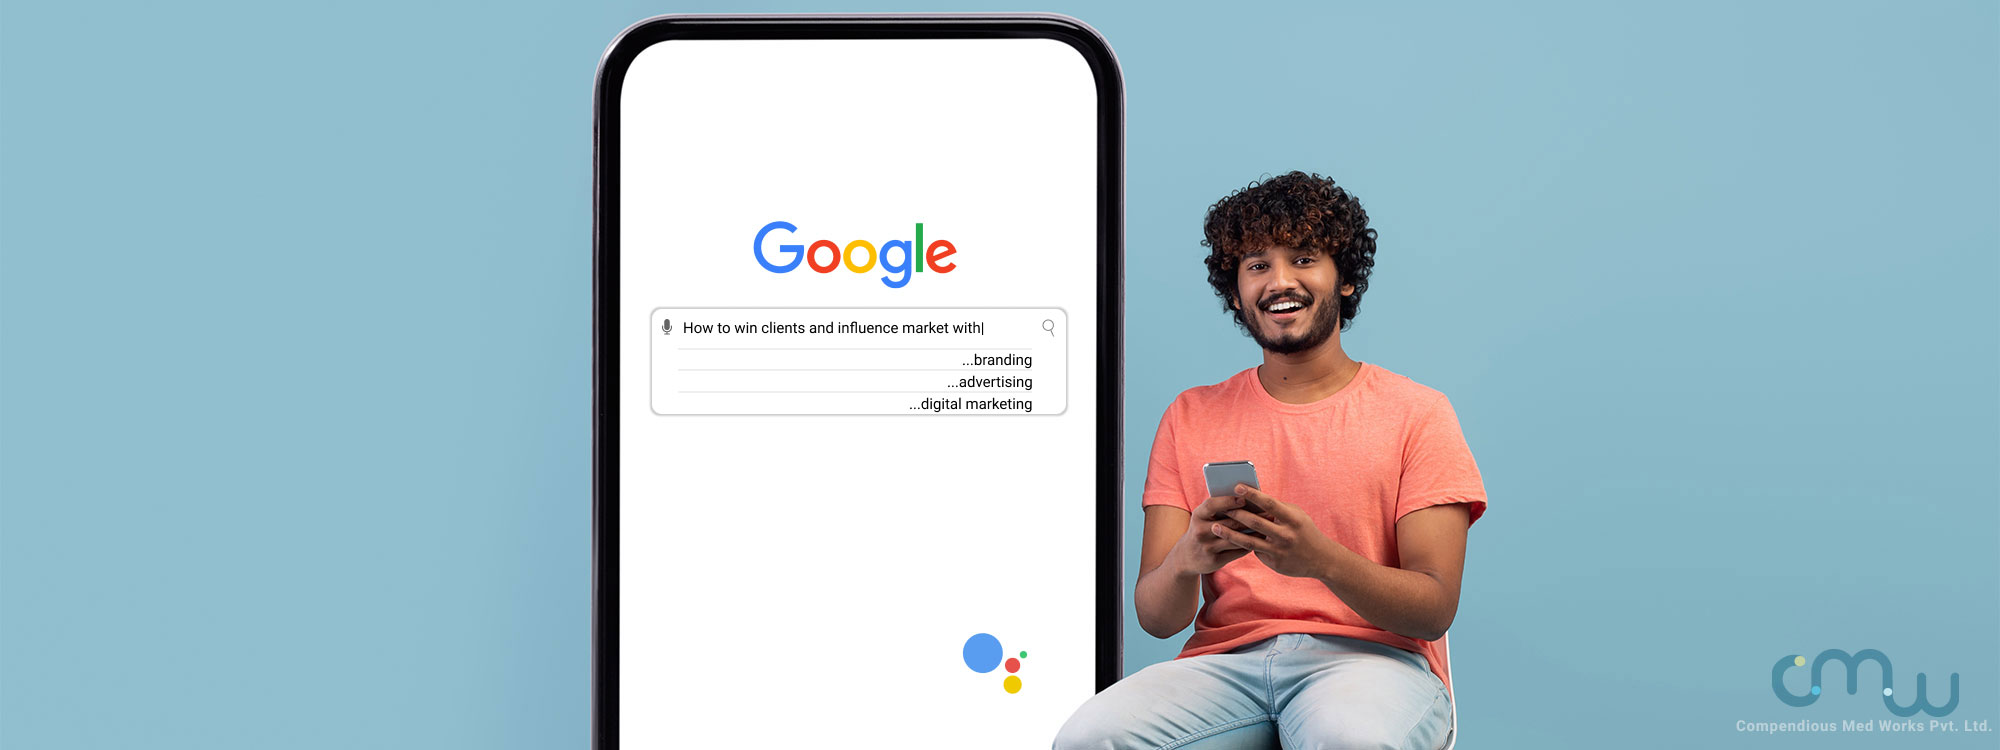 Google
How to win clients and influence market with|
...branding
...advertising
...digital marketing
cmw
Compendious Med Works Pvt. Ltd.